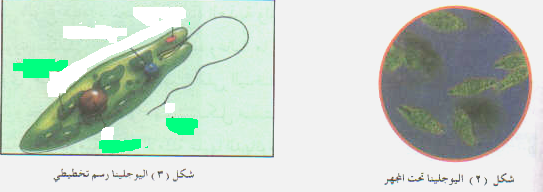 شكل (٢) اليوجلينا تحت المجهر
شكل (٣) اليوجلينا رسم تخطيطي